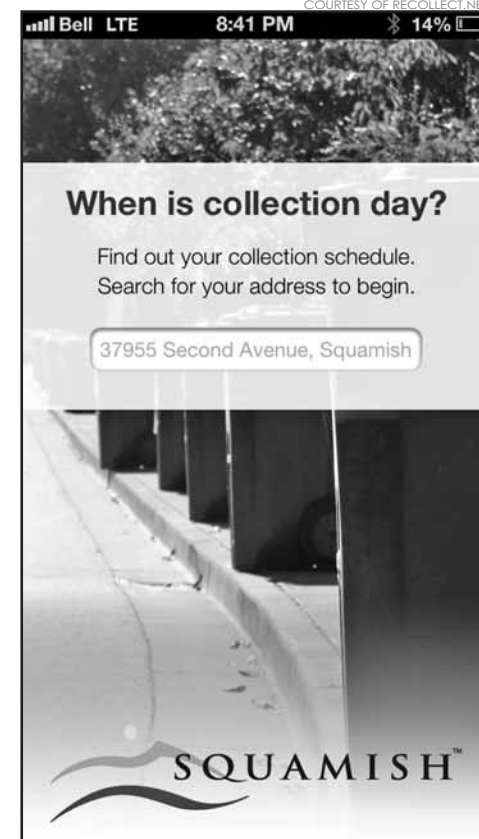 COURTESY OF RECOLLECT.NE
Bell LTE 8:41 PM 14%
When is collection day?
Find out your collection schedule.
Search for your address to begin.
37955 Second Avenue, Squamish
SQUAMISH™